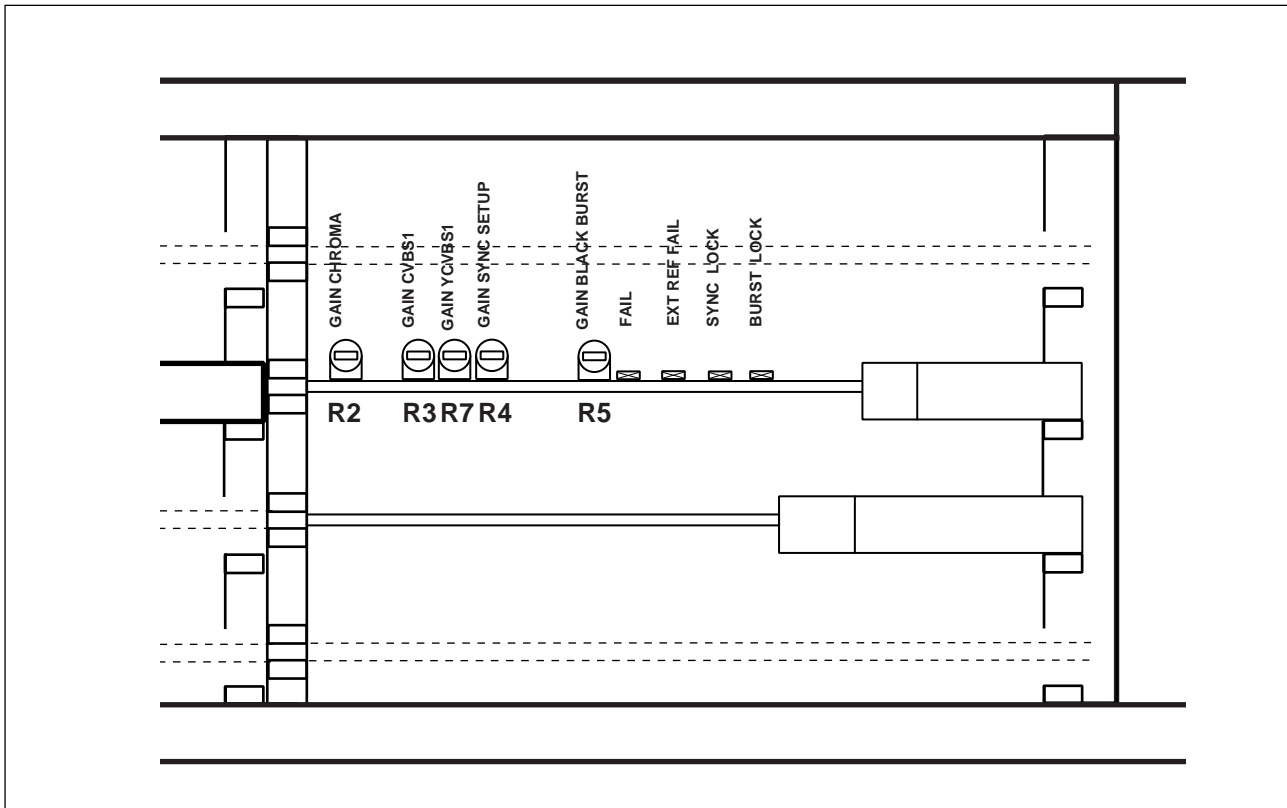 GAIN CHROMA
GAIN CVBS1
GAIN YCVBS1
GAIN SYNC SETUP
GAIN BLACK BURST
FAIL
EXT REF FAIL
SYNC LOCK
BURST LOCK
R2
R3
R7
R4
R5